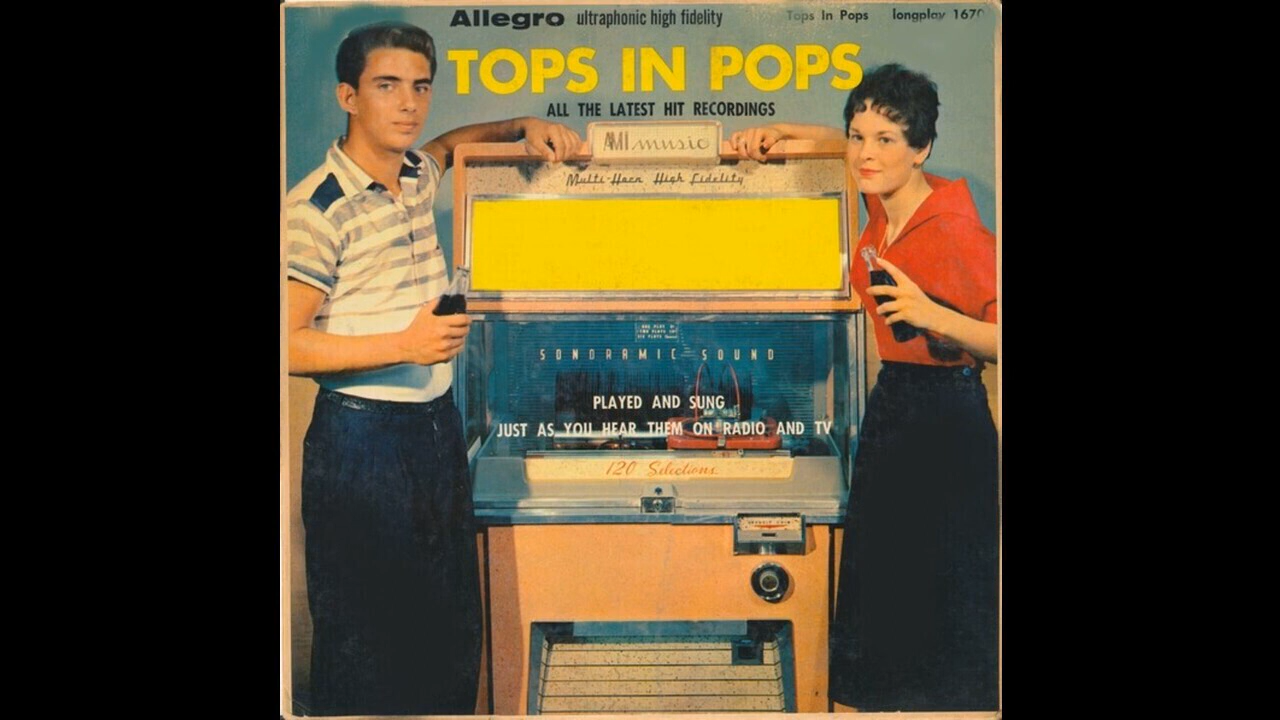 Allegro ultraphonic high fidelity
Tops In Pops longplay 1670
TOPS IN POPS
ALL THE LATEST HIT RECORDINGS
AMI music
Multi-Horn High Fidelity
SONORAMIC SOUND
PLAYED AND SUNG
JUST AS YOU HEAR THEM ON RADIO AND TV
120 Selections